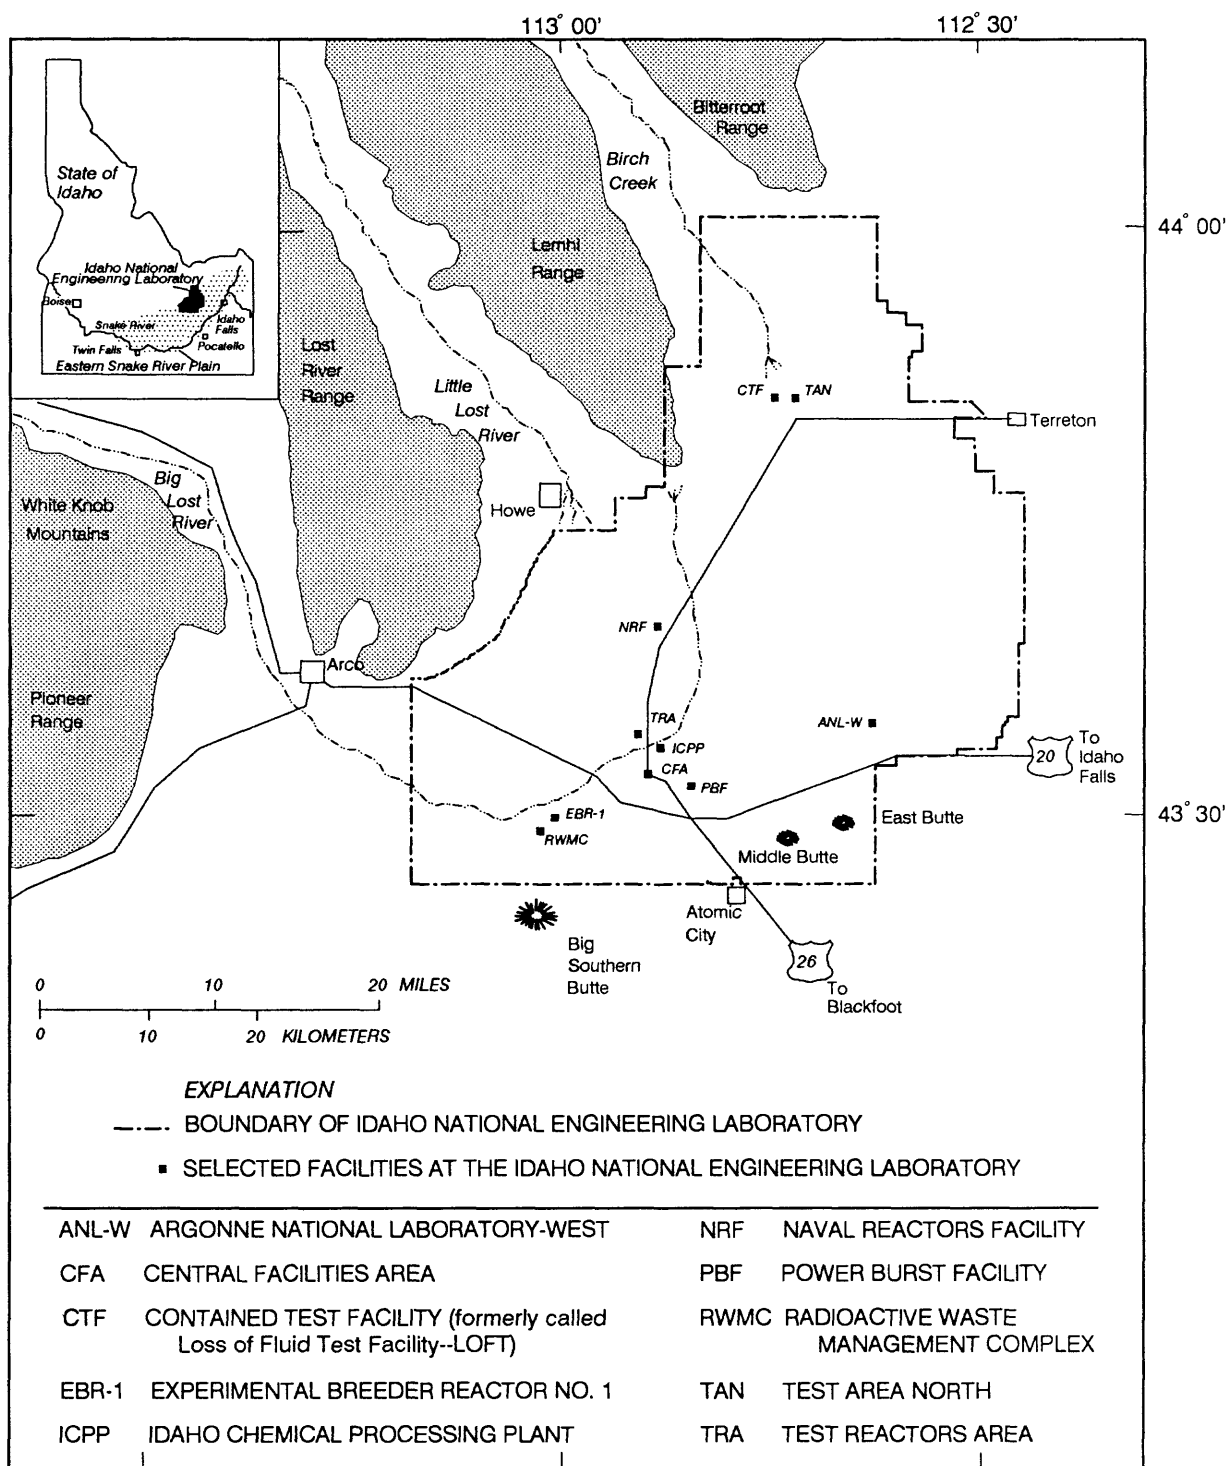 113° 00'
112° 30'
State of
Idaho
Idaho National
Engineering Laboratory
Boise
Snake River
Idaho
Falls
Twin Falls
Pocatello
Eastern Snake River Plain
Bitterroot
Range
Birch
Creek
44° 00'
Lemhi
Range
Lost
River
Range
Little
Lost
River
CTF
TAN
Terreton
Big
Lost
River
White Knob
Mountains
Howe
NRF
Arco
Pioneer
Range
TRA
ANL-W
ICPP
To
Idaho
Falls
20
CFA
PBF
EBR-1
RWMC
East Butte
43° 30'
Middle Butte
Atomic
City
Big
Southern
Butte
26
To
Blackfoot
0 10 20 MILES
0 10 20 KILOMETERS
EXPLANATION
BOUNDARY OF IDAHO NATIONAL ENGINEERING LABORATORY
SELECTED FACILITIES AT THE IDAHO NATIONAL ENGINEERING LABORATORY
ANL-W ARGONNE NATIONAL LABORATORY-WEST
NRF NAVAL REACTORS FACILITY
CFA CENTRAL FACILITIES AREA
PBF POWER BURST FACILITY
CTF CONTAINED TEST FACILITY (formerly called
Loss of Fluid Test Facility--LOFT)
RWMC RADIOACTIVE WASTE
MANAGEMENT COMPLEX
EBR-1 EXPERIMENTAL BREEDER REACTOR NO. 1
TAN TEST AREA NORTH
ICPP IDAHO CHEMICAL PROCESSING PLANT
TRA TEST REACTORS AREA